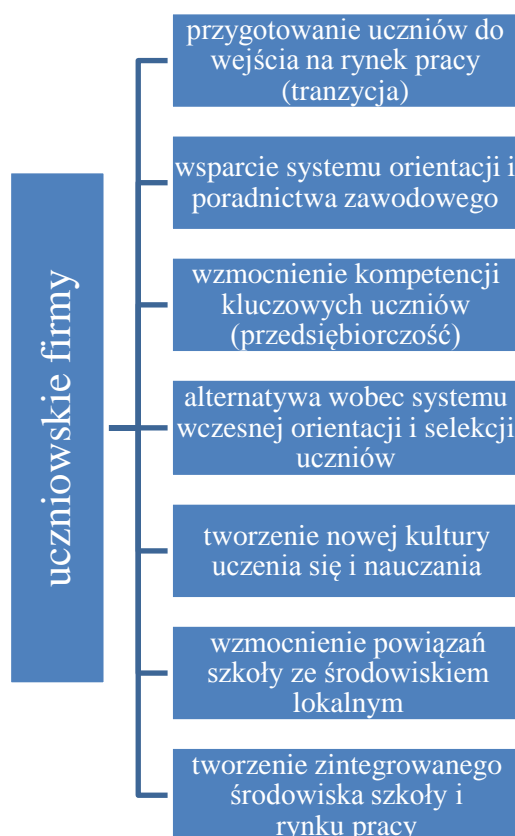 uczniowskie firmy
przygotowanie uczniów do
wejścia na rynek pracy
(tranzycja)
wsparcie systemu orientacji i
poradnictwa zawodowego
wzmocnienie kompetencji
kluczowych uczniów
(przedsiębiorczość)
alternatywa wobec systemu
wczesnej orientacji i selekcji
uczniów
tworzenie nowej kultury
uczenia się i nauczania
wzmocnienie powiązań
szkoły ze środowiskiem
lokalnym
tworzenie zintegrowanego
środowiska szkoły i
rynku pracy